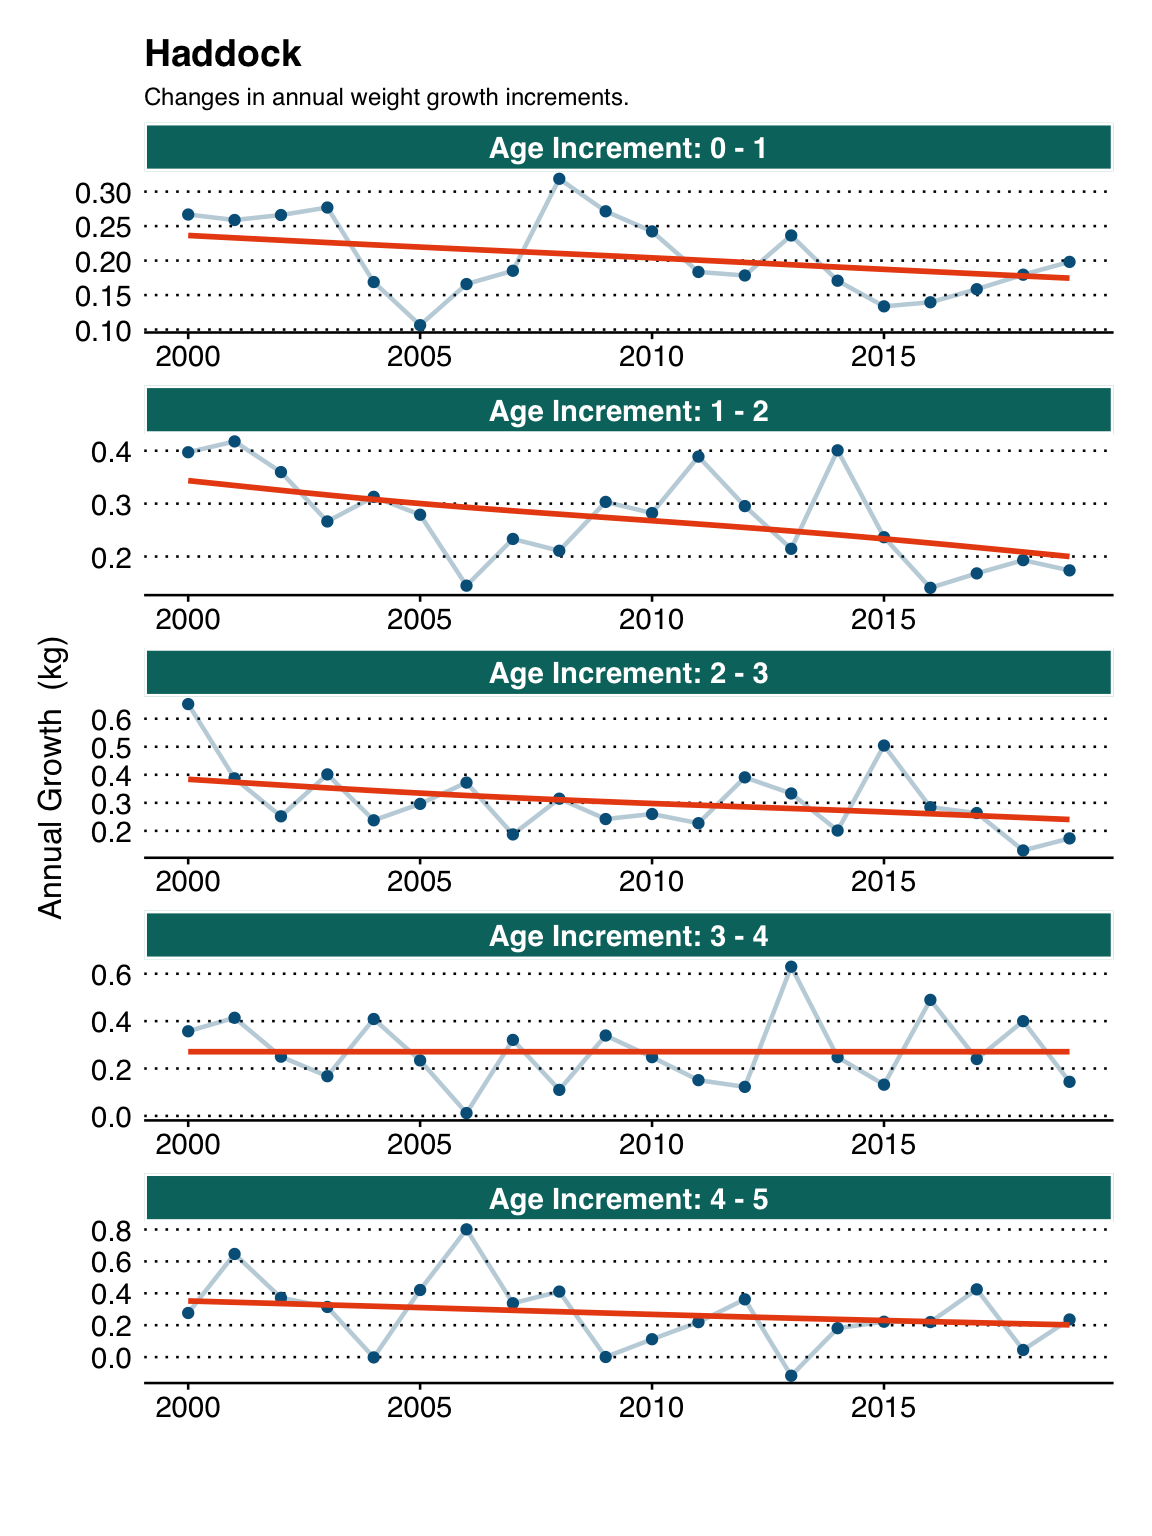 Haddock
Changes in annual weight growth increments.
Annual Growth  (kg)
Age Increment: 0 - 1
0.30
0.25
0.20
0.15
0.10
2000 2005 2010 2015
Age Increment: 1 - 2
0.4
0.3
0.2
2000 2005 2010 2015
Age Increment: 2 - 3
0.6
0.5
0.4
0.3
0.2
2000 2005 2010 2015
Age Increment: 3 - 4
0.6
0.4
0.2
0.0
2000 2005 2010 2015
Age Increment: 4 - 5
0.8
0.6
0.4
0.2
0.0
2000 2005 2010 2015